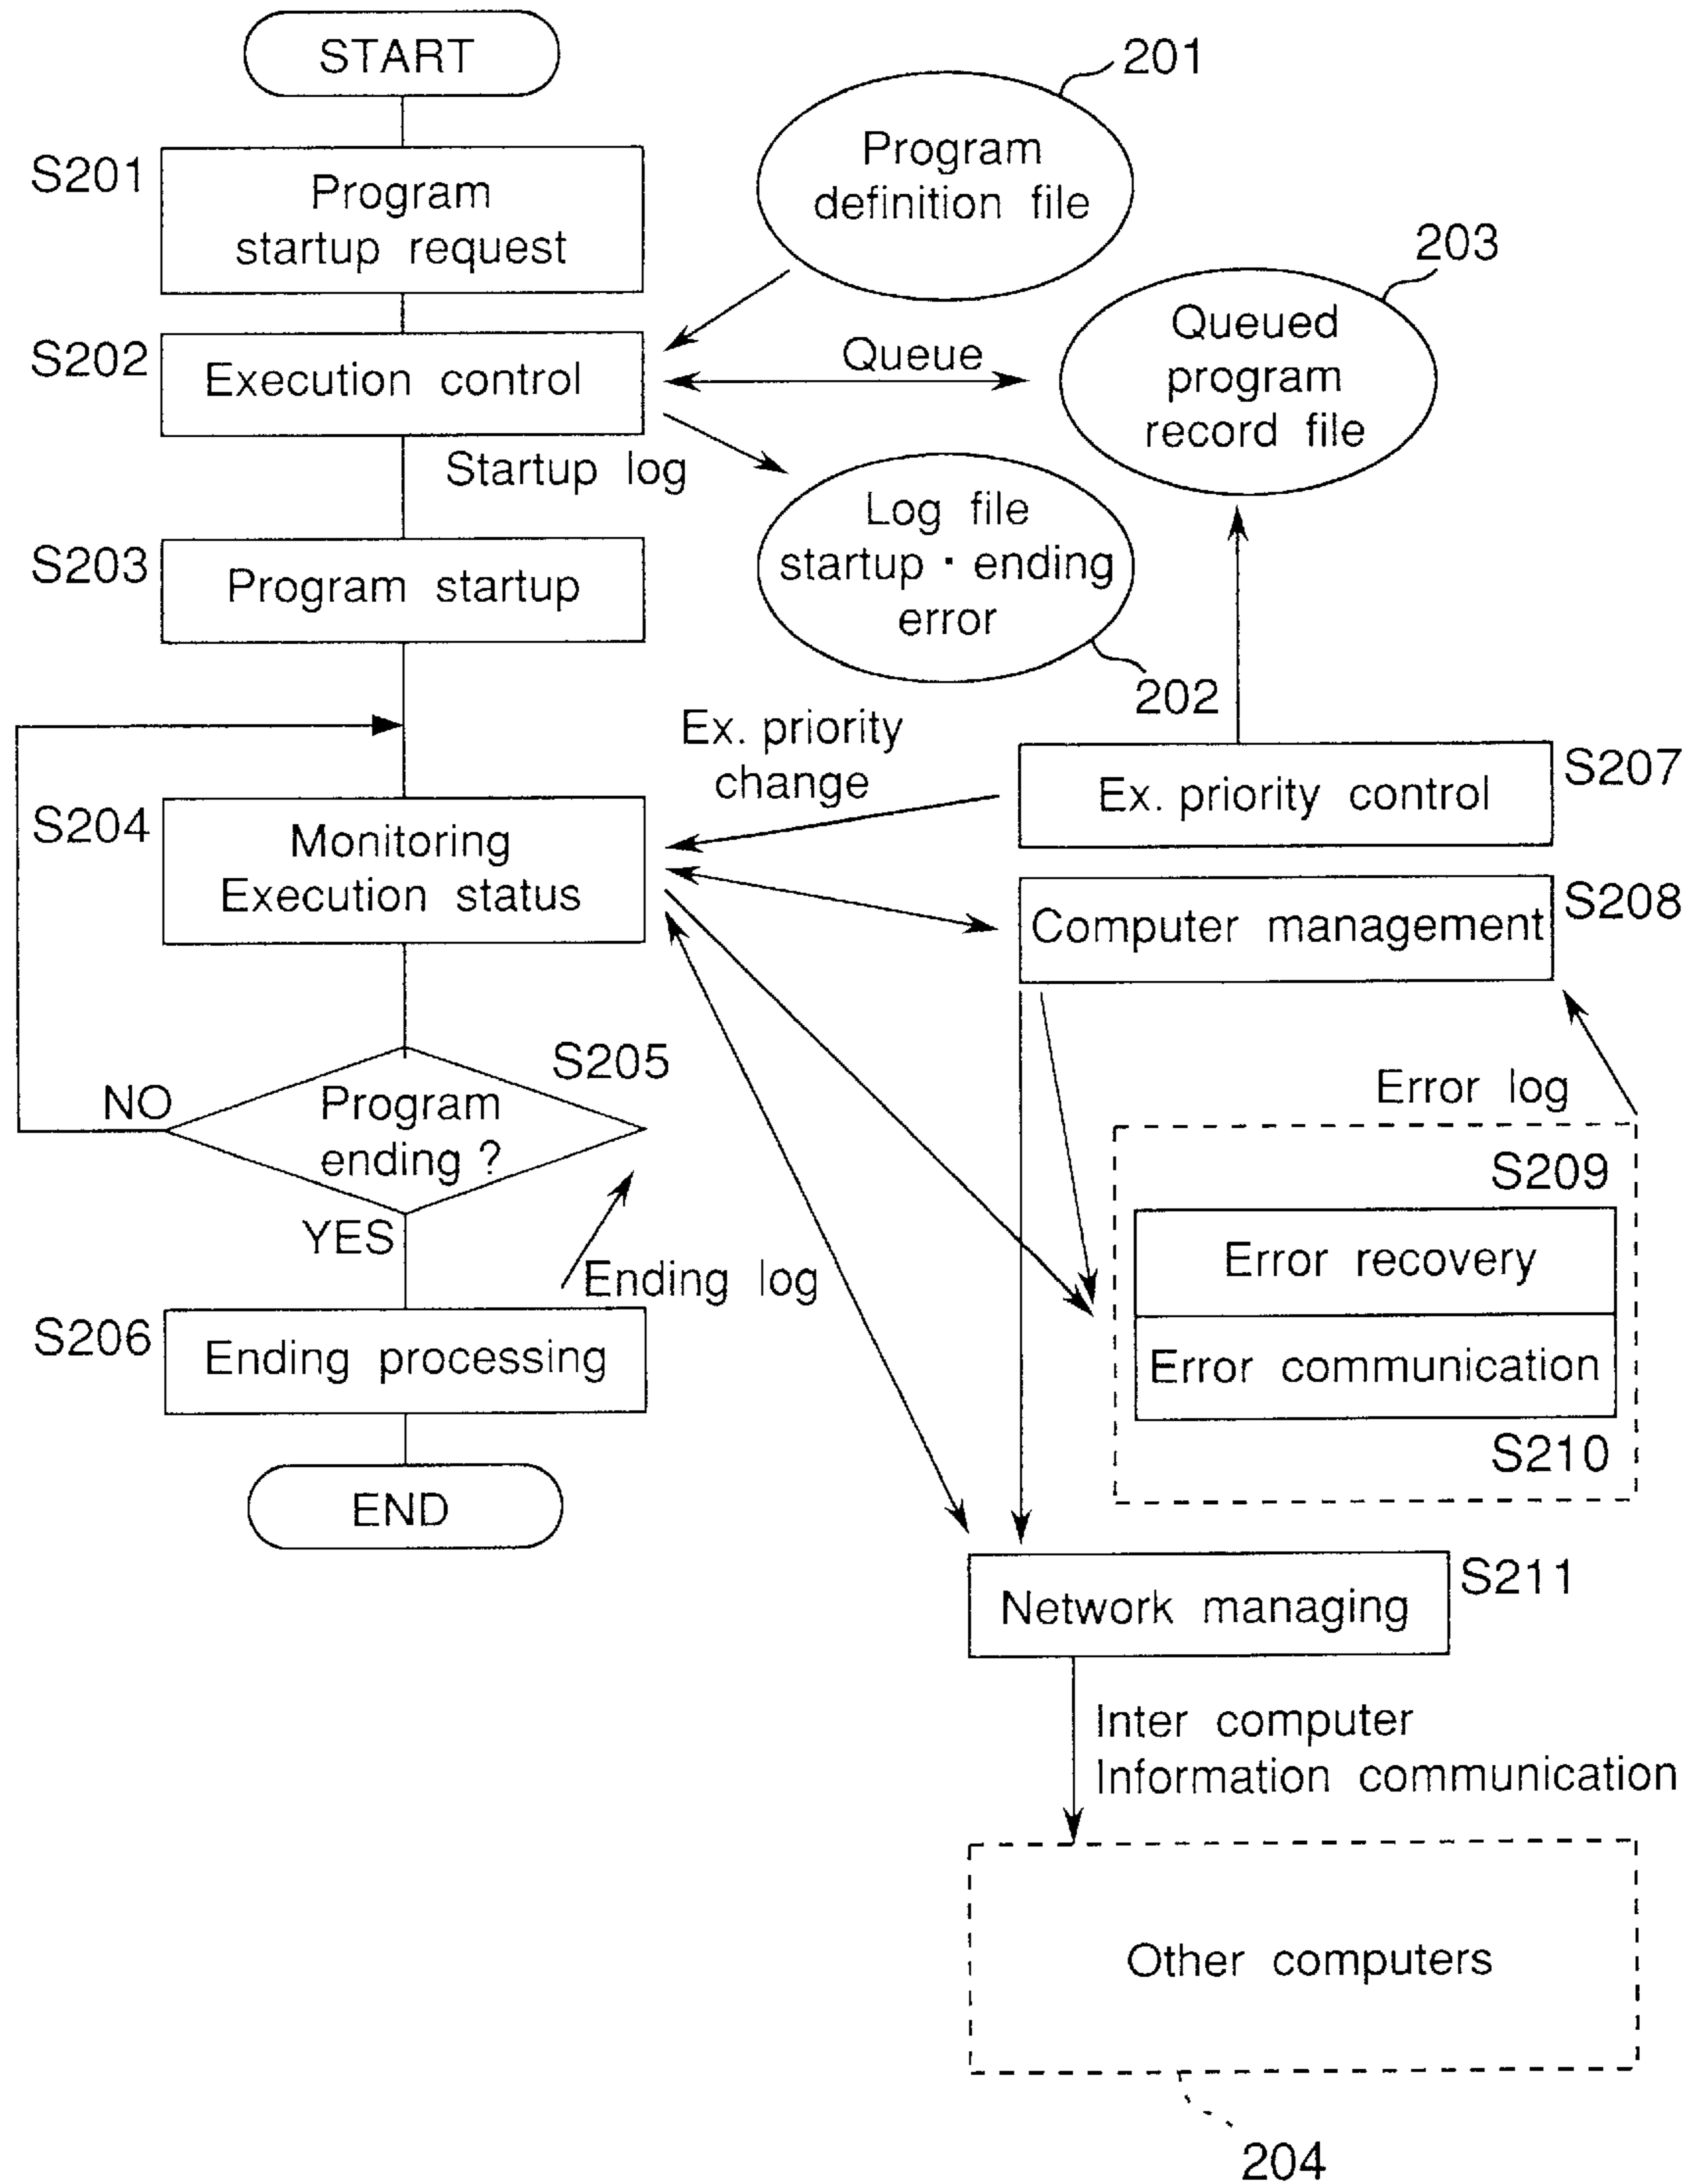 START
201
S201
Program
startup request
Program
definition file
203
S202
Execution control
Queue
Queued
program
record file
Startup log
Log file
startup · ending
error
202
S203
Program startup
Ex. priority
change
Ex. priority control
S207
S204
Monitoring
Execution status
Computer management
S208
S205
NO
Program
ending ?
YES
Error log
S209
Error recovery
Error communication
S210
Ending log
S206
Ending processing
END
Network managing
S211
Inter computer
Information communication
Other computers
204